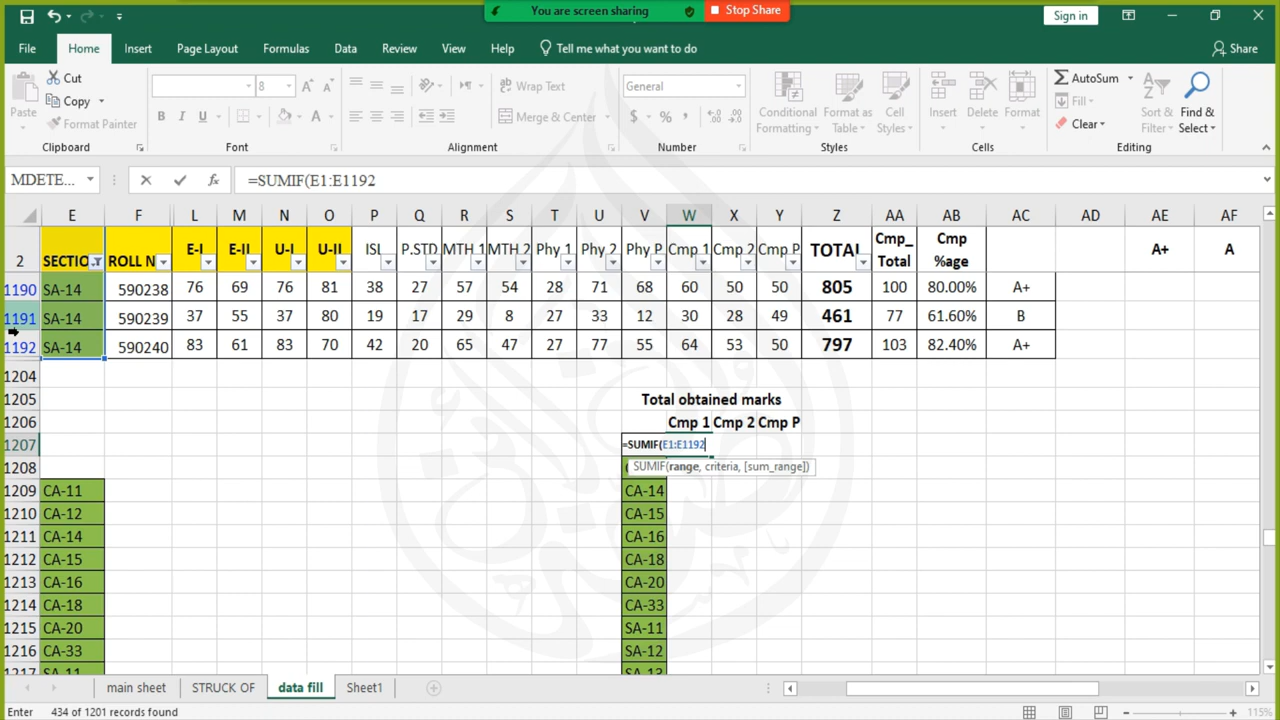 You are screen sharing Stop Share
Sign in
File Home Insert Page Layout Formulas Data Review View Help Tell me what you want to do Share
Paste Cut Copy Format Painter Clipboard
8 Font
Wrap Text Merge & Center Alignment
General Number
Conditional Formatting Format as Table Cell Styles Styles
Insert Delete Format Cells
AutoSum Fill Clear Sort & Filter Find & Select Editing
MDETE... =SUMIF(E1:E1192
E F L M N O P Q R S T U V W X Y Z AA AB AC AD AE AF
2 SECTIO ROLL N E-I E-II U-I U-II ISL P.STD MTH 1 MTH 2 Phy 1 Phy 2 Phy P Cmp 1 Cmp 2 Cmp P TOTAL Cmp_ Total Cmp %age A+ A
1190 SA-14 590238 76 69 76 81 38 27 57 54 28 71 68 60 50 50 805 100 80.00% A+
1191 SA-14 590239 37 55 37 80 19 17 29 8 27 33 12 30 28 49 461 77 61.60% B
1192 SA-14 590240 83 61 83 70 42 20 65 47 27 77 55 64 53 50 797 103 82.40% A+
1204
1205 Total obtained marks
1206 Cmp 1 Cmp 2 Cmp P
1207 =SUMIF(E1:E1192
1208 SUMIF(range, criteria, [sum_range])
1209 CA-11 CA-14
1210 CA-12 CA-15
1211 CA-14 CA-16
1212 CA-15 CA-18
1213 CA-16 CA-20
1214 CA-18 CA-33
1215 CA-20 SA-11
1216 CA-33 SA-12
1217 SA-11 SA-13
main sheet STRUCK OF data fill Sheet1
Enter 434 of 1201 records found 115%